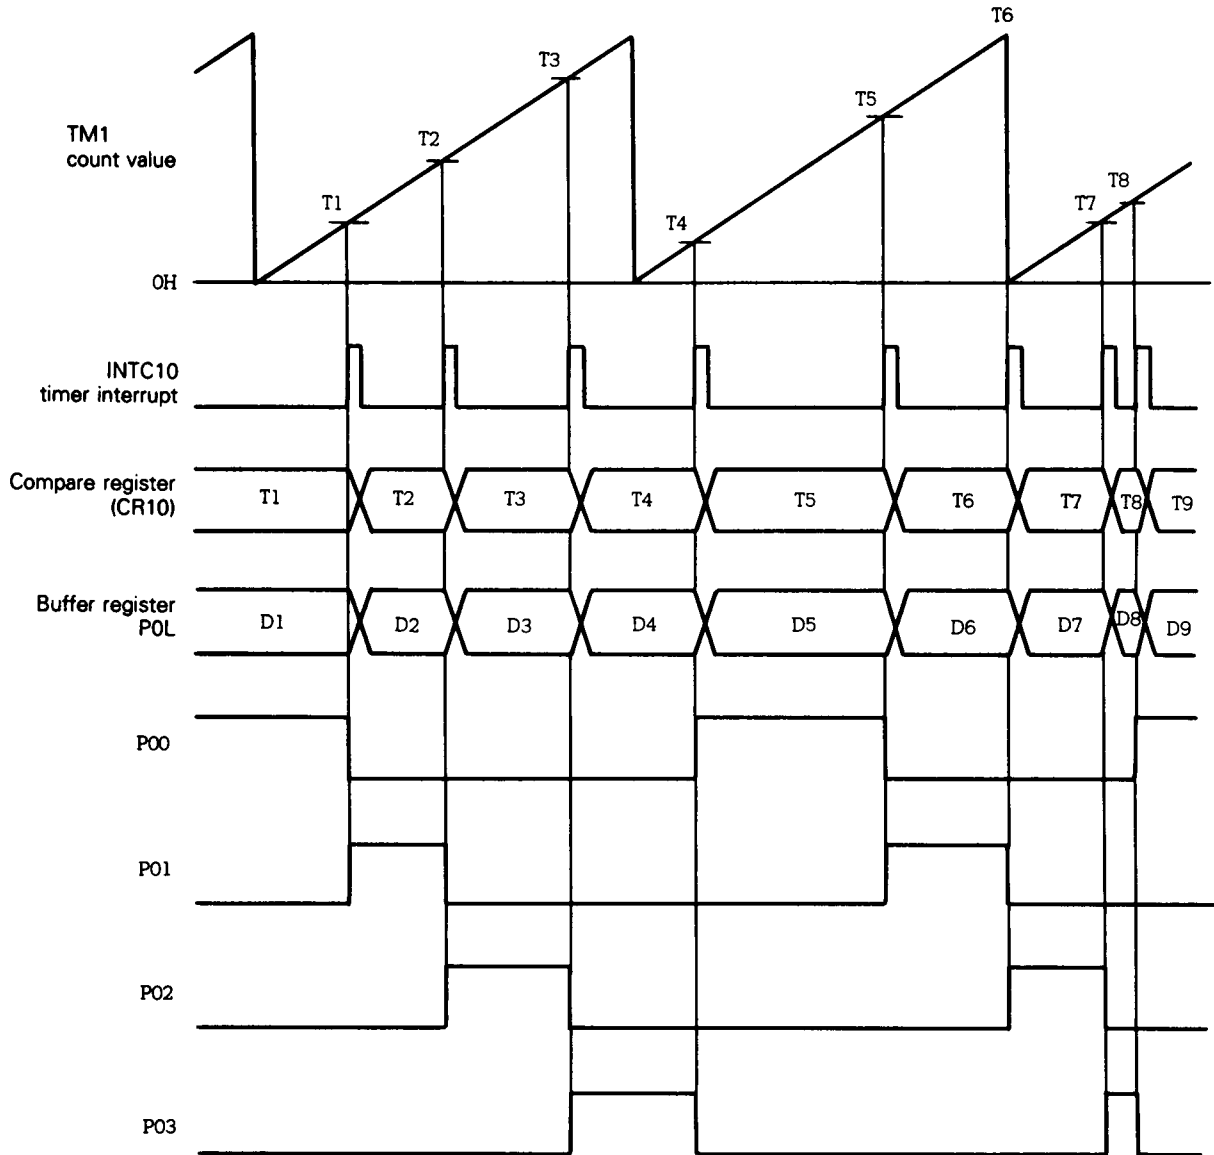 T6
T3
T5
TM1
count value
T2
T8
T1
T7
T4
0H
INTC10
timer interrupt
Compare register
(CR10)
T1 T2 T3 T4 T5 T6 T7 T8 T9
Buffer register
P0L
D1 D2 D3 D4 D5 D6 D7 D8 D9
P00
P01
P02
P03